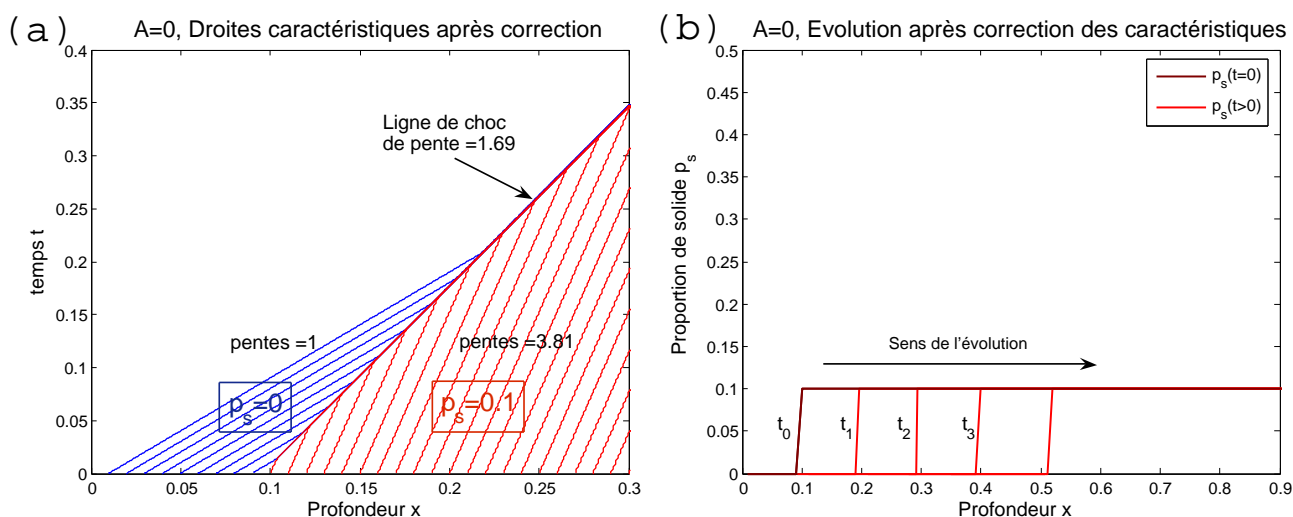 (a)
A=0, Droites caractéristiques après correction
0.4
0.35
0.3
0.25
0.2
0.15
0.1
0.05
0
temps t
Ligne de choc
de pente =1.69
pentes =1
pentes =3.81
p_s=0
p_s=0.1
0 0.05 0.1 0.15 0.2 0.25 0.3
Profondeur x
(b)
A=0, Evolution après correction des caractéristiques
0.5
0.45
0.4
0.35
0.3
0.25
0.2
0.15
0.1
0.05
0
Proportion de solide p_s
p_s(t=0)
p_s(t>0)
Sens de l'évolution
t_0 t_1 t_2 t_3
0 0.1 0.2 0.3 0.4 0.5 0.6 0.7 0.8 0.9
Profondeur x